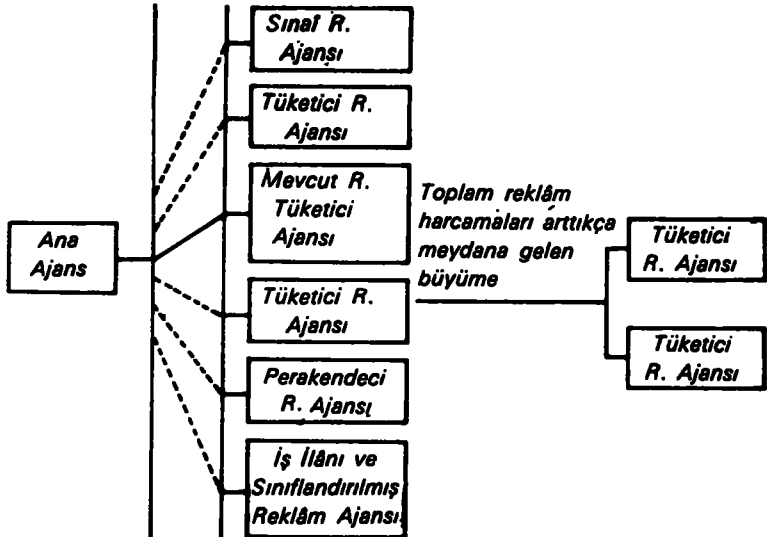 Sınaî R.
Ajansı
Tüketici R.
Ajansı
Mevcut R.
Tüketici
Ajansı
Ana
Ajans
Tüketici R.
Ajansı
Perakendeci
R. Ajansı
İş İlânı ve
Sınıflandırılmış
Reklâm Ajansı
Toplam reklâm
harcamaları arttıkça
meydana gelen
büyüme
Tüketici
R. Ajansı
Tüketici
R. Ajansı